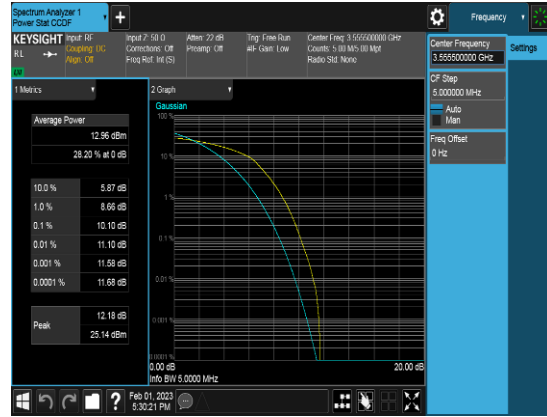 Spectrum Analyzer 1
Power Stat CCDF
+
Frequency
KEYSIGHT
RL
LXI
Input: RF
Coupling: DC
Align: Off
Input Z: 50 Ω
Corrections: Off
Freq Ref: Int (S)
Atten: 22 dB
Preamp: Off
Trig: Free Run
#IF Gain: Low
Center Freq: 3.555500000 GHz
Counts: 5.00 M/5.00 Mpt
Radio Std: None
Center Frequency
3.555500000 GHz
Settings
CF Step
5.000000 MHz
Auto
Man
Freq Offset
0 Hz
1 Metrics
2 Graph
Gaussian
Average Power
12.96 dBm
28.20 % at 0 dB
10.0 % 5.87 dB
1.0 % 8.66 dB
0.1 % 10.10 dB
0.01 % 11.10 dB
0.001 % 11.58 dB
0.0001 % 11.68 dB
Peak
12.18 dB
25.14 dBm
100 %
10 %
1 %
0.1 %
0.01 %
0.001 %
0.0001 %
0.00 dB 20.00 dB
Info BW 5.0000 MHz
?
Feb 01, 2023
5:30:21 PM